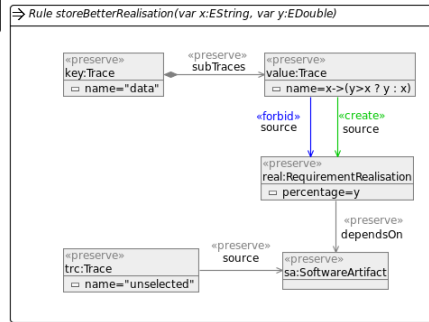 Rule storeBetterRealisation(var x:EString, var y:EDouble)
«preserve»
key:Trace
name="data"
«preserve»
subTraces
«preserve»
value:Trace
name=x->(y>x ? y : x)
«forbid»
source
«create»
source
«preserve»
real:RequirementRealisation
percentage=y
«preserve»
dependsOn
«preserve»
trc:Trace
name="unselected"
«preserve»
source
«preserve»
sa:SoftwareArtifact